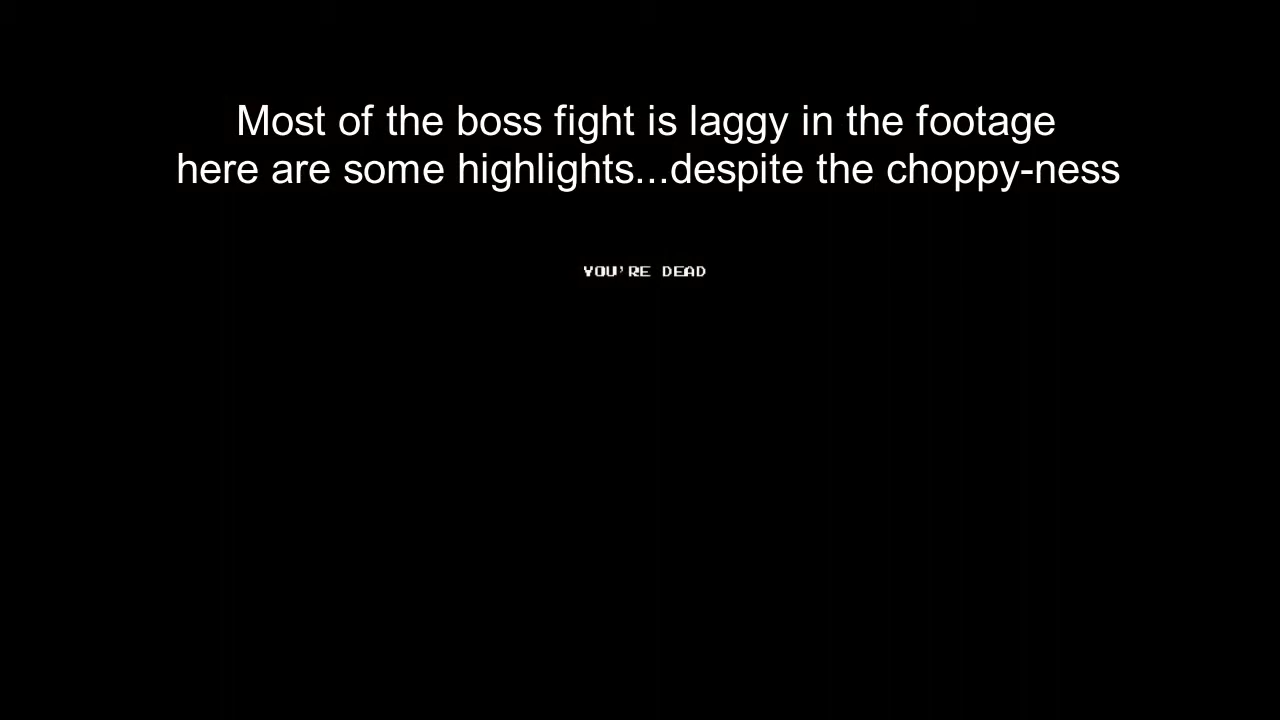 Most of the boss fight is laggy in the footage
here are some highlights...despite the choppy-ness
YOU'RE DEAD